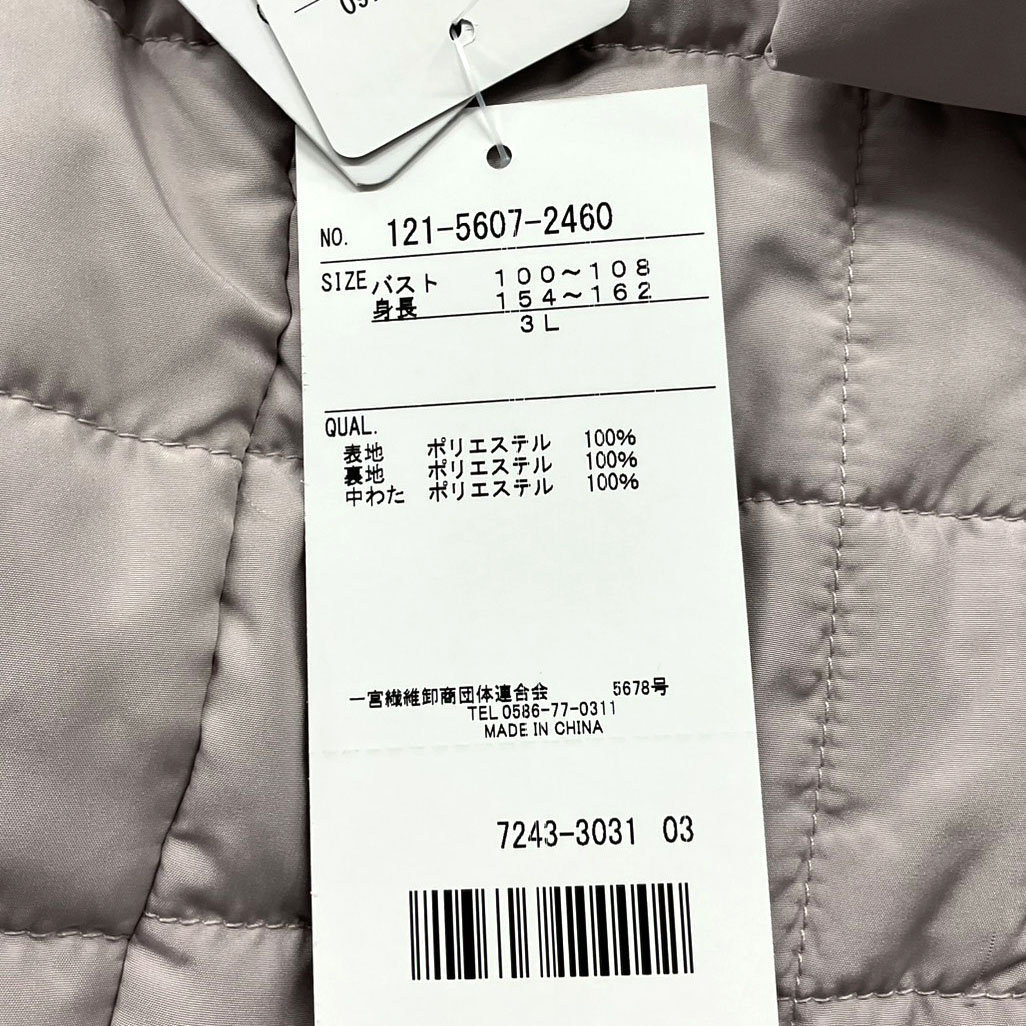 NO. 121-5607-2460
SIZE バスト 100~108
身長 154~162
3L
QUAL.
表地 ポリエステル 100%
裏地 ポリエステル 100%
中わた ポリエステル 100%
一宮繊維卸商団体連合会 5678号
TEL 0586-77-0311
MADE IN CHINA
7243-3031 03